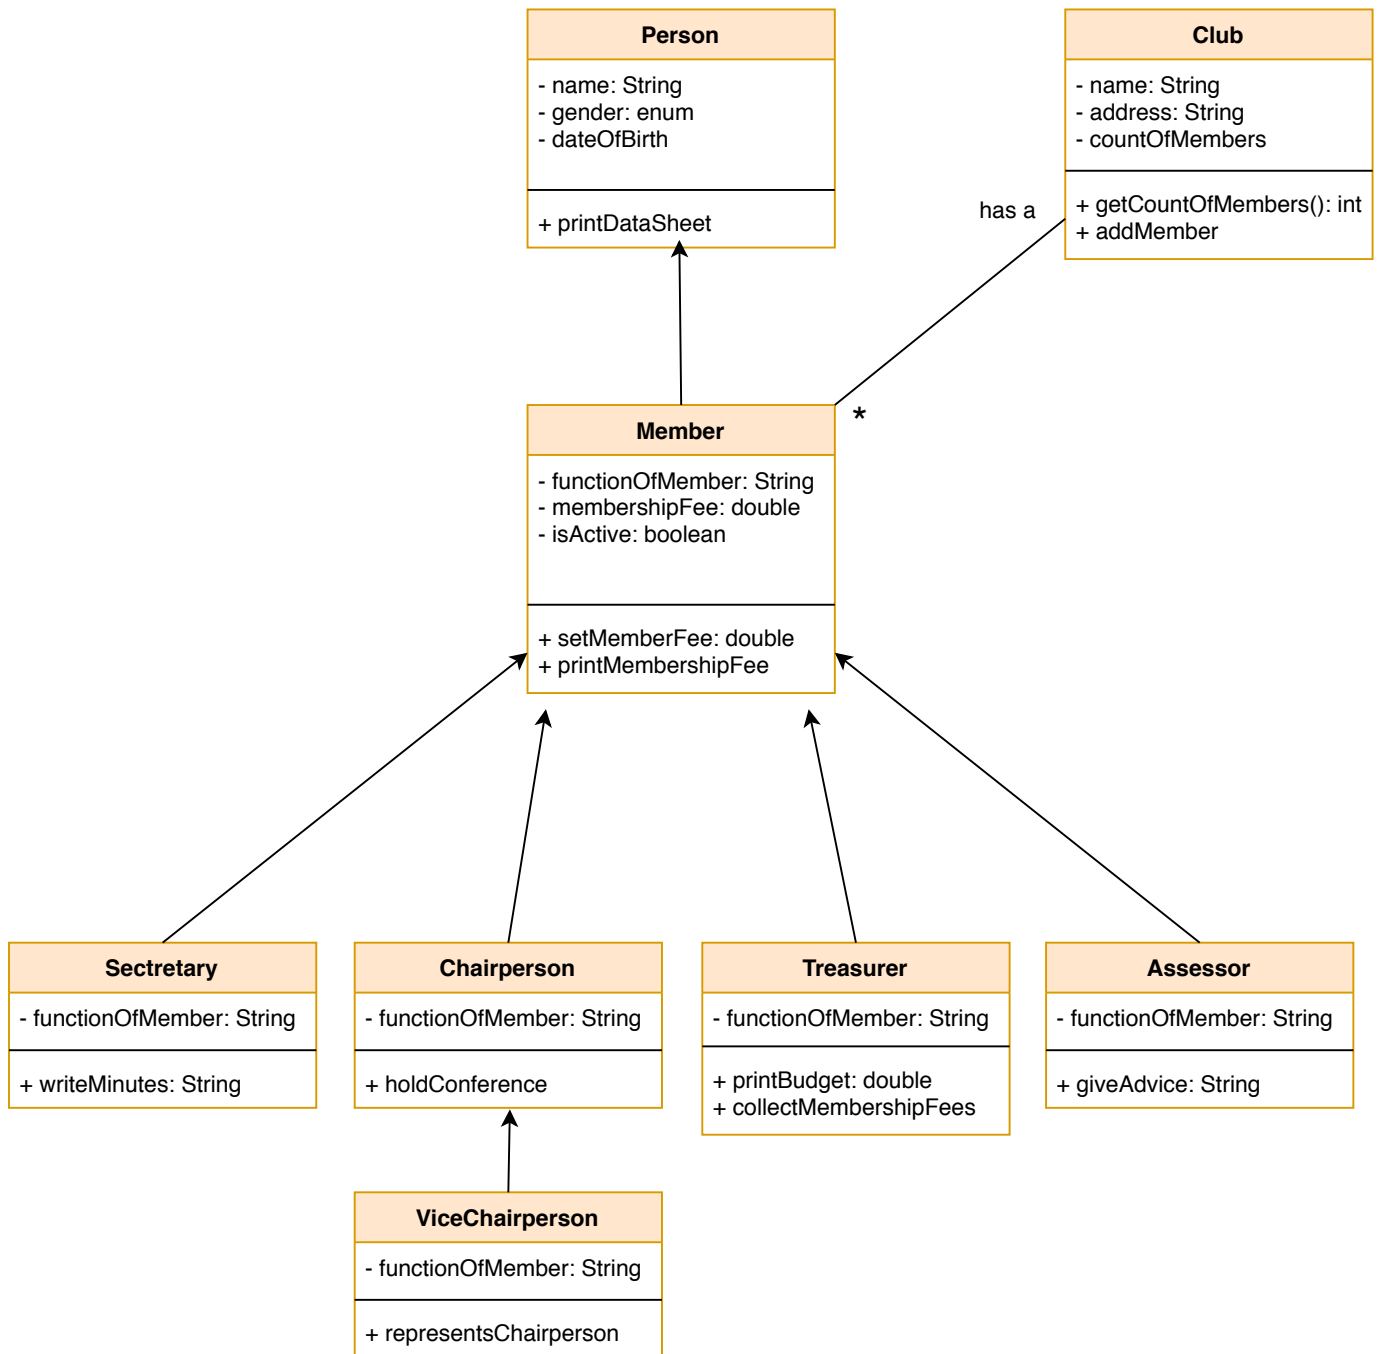 Person
- name: String
- gender: enum
- dateOfBirth
+ printDataSheet
Club
- name: String
- address: String
- countOfMembers
+ getCountOfMembers(): int
+ addMember
has a
*
Member
- functionOfMember: String
- membershipFee: double
- isActive: boolean
+ setMemberFee: double
+ printMembershipFee
Sectretary
- functionOfMember: String
+ writeMinutes: String
Chairperson
- functionOfMember: String
+ holdConference
Treasurer
- functionOfMember: String
+ printBudget: double
+ collectMembershipFees
Assessor
- functionOfMember: String
+ giveAdvice: String
ViceChairperson
- functionOfMember: String
+ representsChairperson